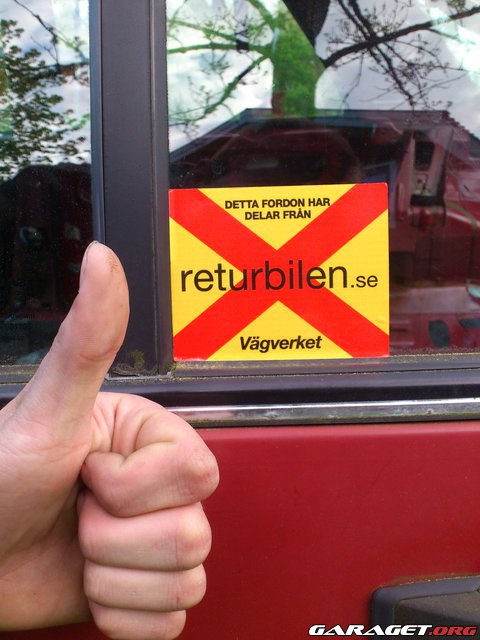 DETTA FORDON HAR
DELAR FRÅN
returbilen.se
Vägverket
GARAGET.ORG